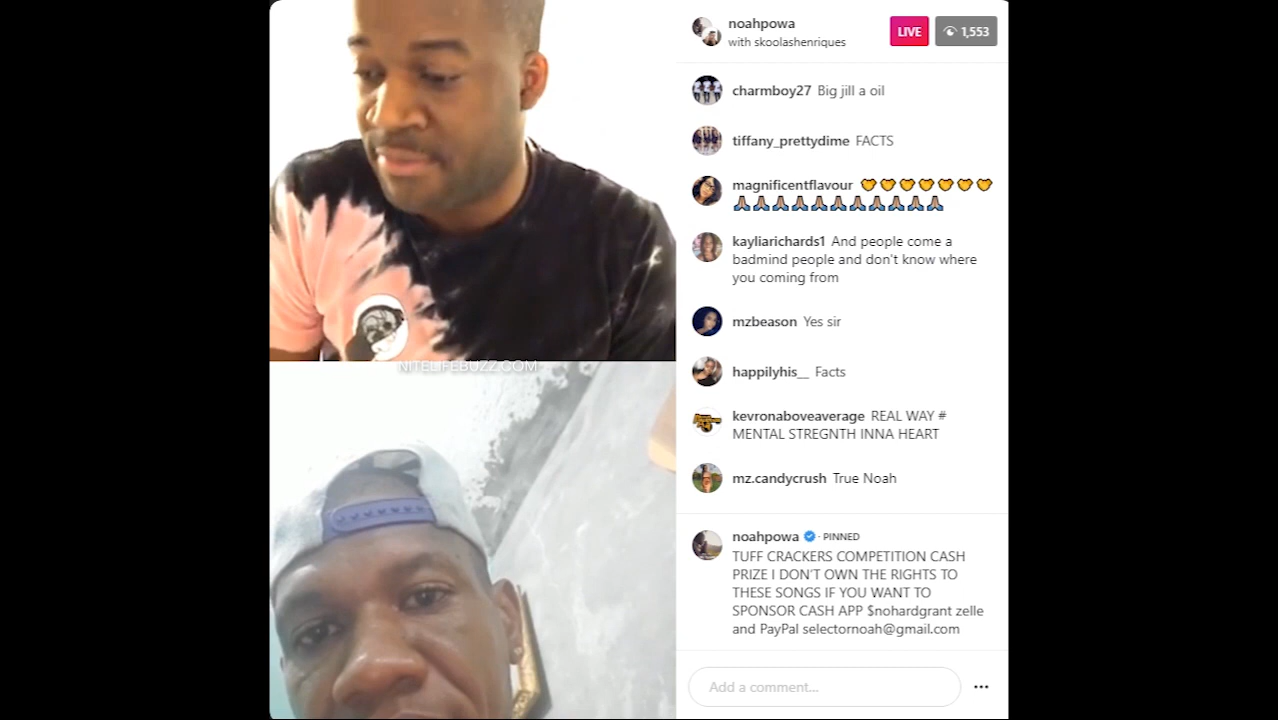 noahpowa
with skoolashenriques
LIVE
1,553
charmboy27 Big jill a oil
tiffany_prettydime FACTS
magnificentflavour
kayliarichards1 And people come a
badmind people and don't know where
you coming from
mzbeason Yes sir
happilyhis__ Facts
kevronaboveaverage REAL WAY #
MENTAL STREGNTH INNA HEART
mz.candycrush True Noah
noahpowa · PINNED
TUFF CRACKERS COMPETITION CASH
PRIZE I DON'T OWN THE RIGHTS TO
THESE SONGS IF YOU WANT TO
SPONSOR CASH APP $nohardgrant zelle
and PayPal selectornoah@gmail.com
Add a comment...
NITELIFEBUZZ.COM